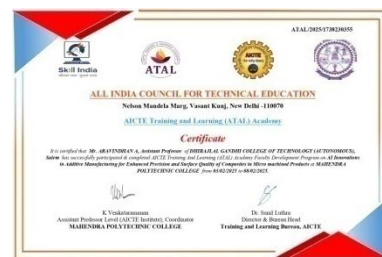 ATAL/2025/1738230355
Skill India
ATAL
AICTE
ALL INDIA COUNCIL FOR TECHNICAL EDUCATION
Nelson Mandela Marg, Vasant Kunj, New Delhi -110070
AICTE Training and Learning (ATAL) Academy
Certificate
It is certified that Mr. ARAVINDHAN A, Assistant Professor of DHIRAJLAL GANDHI COLLEGE OF TECHNOLOGY (AUTONOMOUS),
Salem has successfully participated & completed AICTE Training And Learning (ATAL) Academy Faculty Development Program on AI Innovations
in Additive Manufacturing for Enhanced Precision and Surface Quality of Composites in Micro machined Products at MAHENDRA
POLYTECHNIC COLLEGE from 03/02/2025 to 08/02/2025.
K Venkataramanan
Assistant Professor Level (AICTE Institute), Coordinator
MAHENDRA POLYTECHNIC COLLEGE
Dr. Sunil Luthra
Director & Bureau Head
Training and Learning Bureau, AICTE